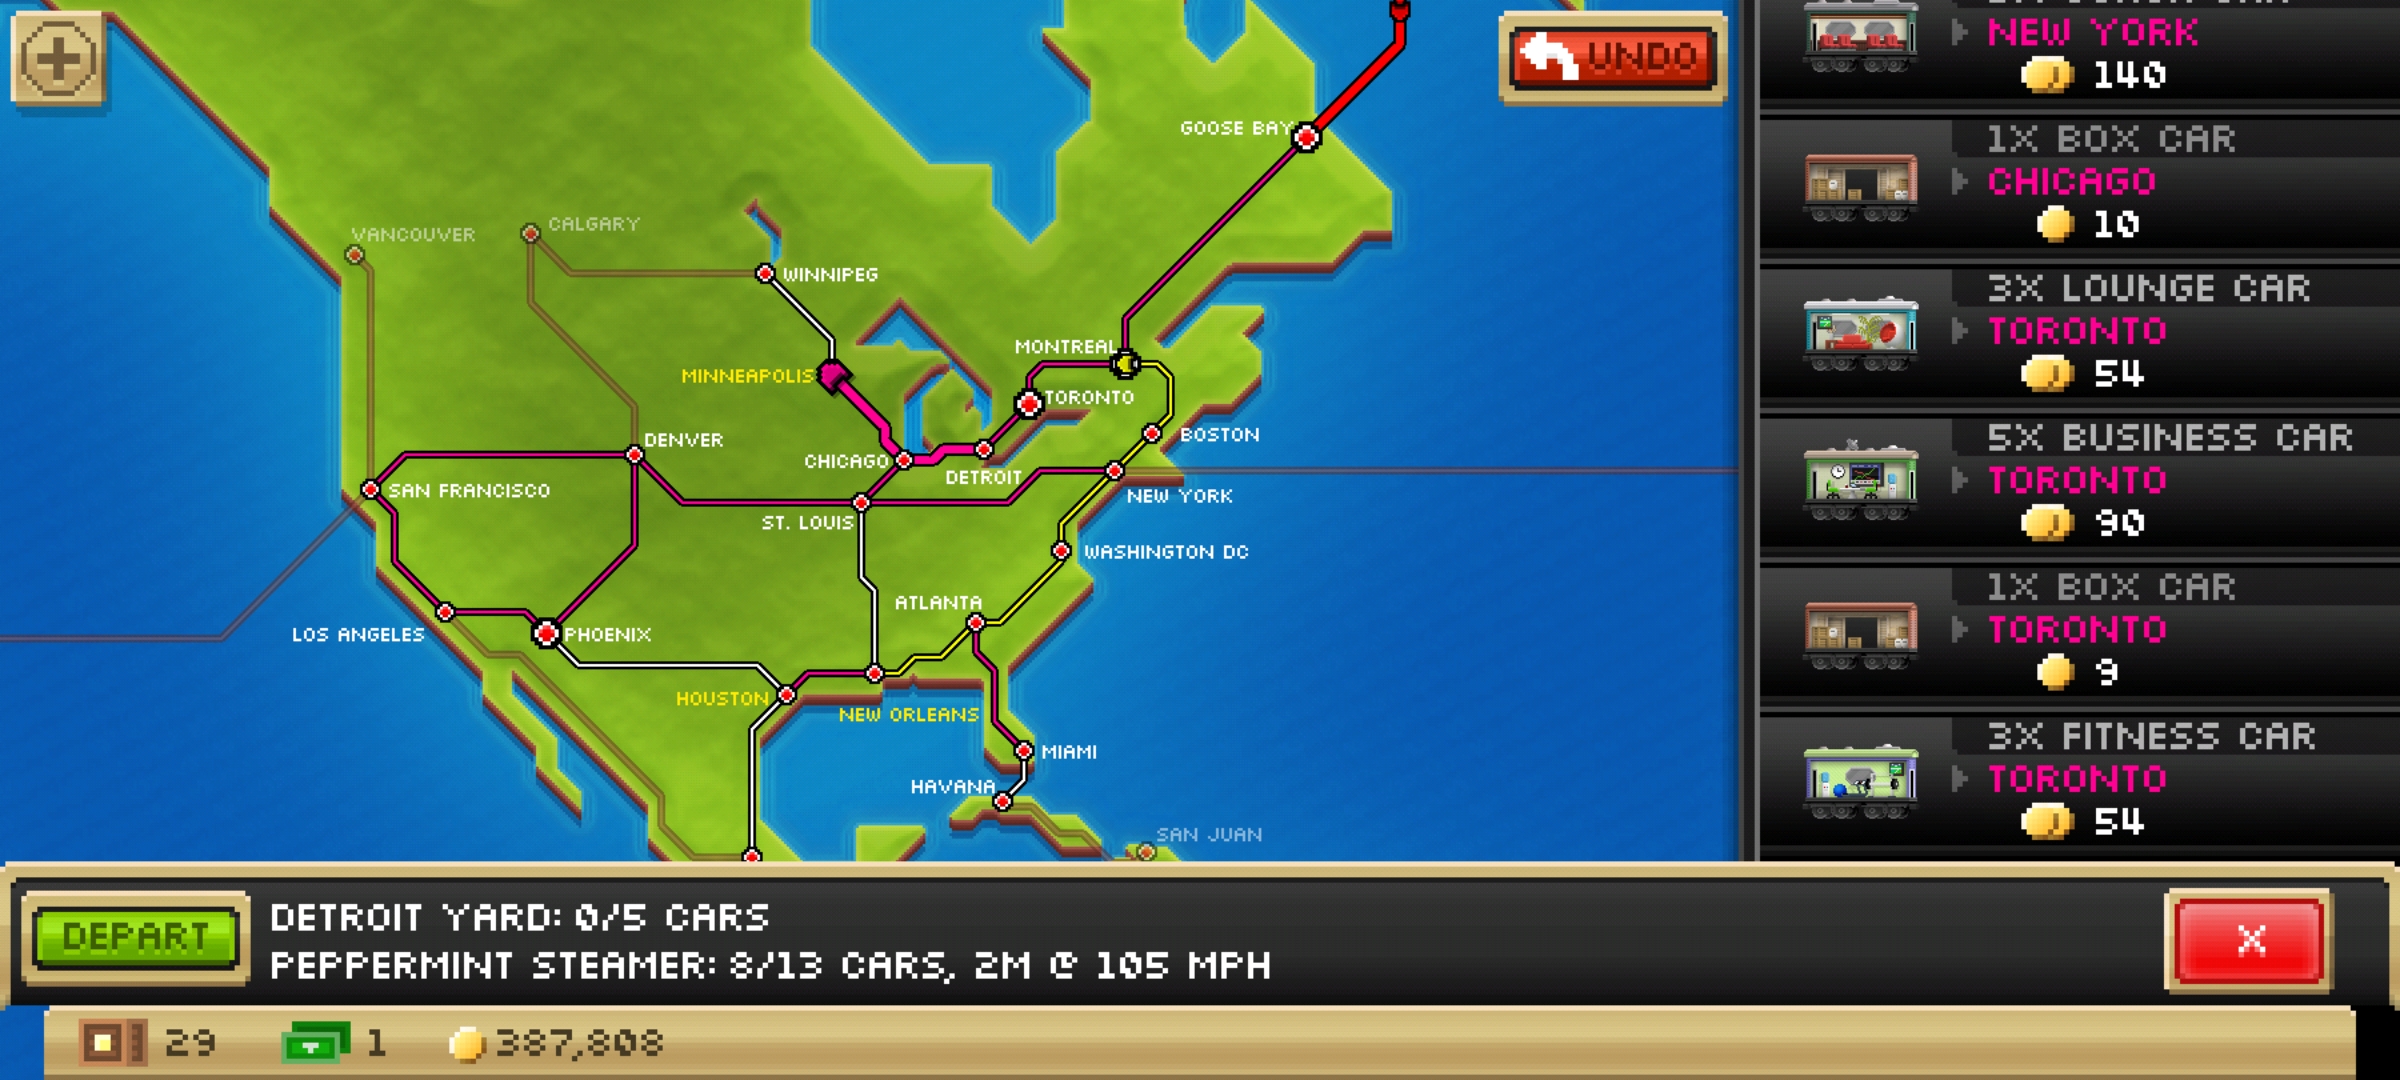 UNDO
GOOSE BAY
VANCOUVER
CALGARY
WINNIPEG
MONTREAL
MINNEAPOLIS
TORONTO
BOSTON
DENVER
CHICAGO
DETROIT
SAN FRANCISCO
NEW YORK
ST. LOUIS
WASHINGTON DC
ATLANTA
LOS ANGELES
PHOENIX
HOUSTON
NEW ORLEANS
MIAMI
HAVANA
SAN JUAN
NEW YORK
140
1X BOX CAR
CHICAGO
10
3X LOUNGE CAR
TORONTO
54
5X BUSINESS CAR
TORONTO
90
1X BOX CAR
TORONTO
9
3X FITNESS CAR
TORONTO
54
DEPART
DETROIT YARD: 0/5 CARS
PEPPERMINT STEAMER: 8/13 CARS, 2M @ 105 MPH
X
29
1
387,808